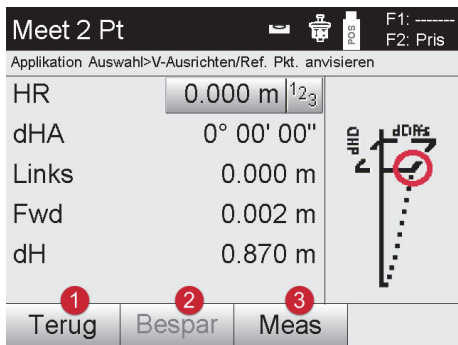 Meet 2 Pt
POS
F1: -------
F2: Pris
Applikation Auswahl>V-Ausrichten/Ref. Pkt. anvisieren
HR 0.000 m 123
dHA 0° 00' 00"
Links 0.000 m
Fwd 0.002 m
dH 0.870 m
dHD
1 2 3
Terug Bespar Meas